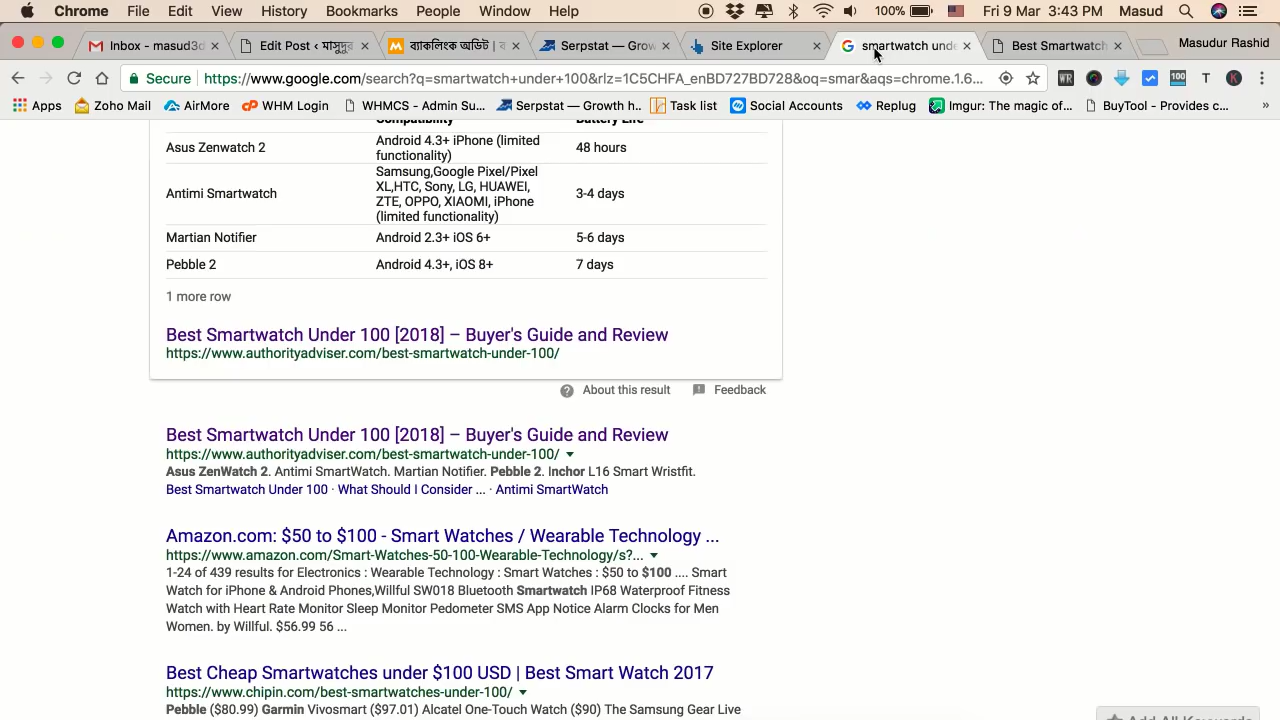 Chrome File Edit View History Bookmarks People Window Help 100% Fri 9 Mar 3:43 PM Masud
Inbox - masud3d Edit Post ‹ মাসুদুর ব্যাকলিংক অডিট | ব Serpstat — Grow Site Explorer smartwatch unde Best Smartwatch Masudur Rashid
Secure https://www.google.com/search?q=smartwatch+under+100&rlz=1C5CHFA_enBD727BD728&oq=smar&aqs=chrome.1.6...
Apps Zoho Mail AirMore WHM Login WHMCS - Admin Su... Serpstat — Growth h... Task list Social Accounts Replug Imgur: The magic of... BuyTool - Provides c... »
Compatibility Battery Life
Asus Zenwatch 2
Android 4.3+ iPhone (limited
functionality)
48 hours
Antimi Smartwatch
Samsung,Google Pixel/Pixel
XL,HTC, Sony, LG, HUAWEI,
ZTE, OPPO, XIAOMI, iPhone
(limited functionality)
3-4 days
Martian Notifier Android 2.3+ iOS 6+ 5-6 days
Pebble 2 Android 4.3+, iOS 8+ 7 days
1 more row
Best Smartwatch Under 100 [2018] – Buyer's Guide and Review
https://www.authorityadviser.com/best-smartwatch-under-100/
About this result Feedback
Best Smartwatch Under 100 [2018] – Buyer's Guide and Review
https://www.authorityadviser.com/best-smartwatch-under-100/
Asus ZenWatch 2. Antimi SmartWatch. Martian Notifier. Pebble 2. Inchor L16 Smart Wristfit.
Best Smartwatch Under 100 · What Should I Consider ... · Antimi SmartWatch
Amazon.com: $50 to $100 - Smart Watches / Wearable Technology ...
https://www.amazon.com/Smart-Watches-50-100-Wearable-Technology/s?...
1-24 of 439 results for Electronics : Wearable Technology : Smart Watches : $50 to $100 .... Smart
Watch for iPhone & Android Phones,Willful SW018 Bluetooth Smartwatch IP68 Waterproof Fitness
Watch with Heart Rate Monitor Sleep Monitor Pedometer SMS App Notice Alarm Clocks for Men
Women. by Willful. $56.99 56 ...
Best Cheap Smartwatches under $100 USD | Best Smart Watch 2017
https://www.chipin.com/best-smartwatches-under-100/
Pebble ($80.99) Garmin Vivosmart ($97.01) Alcatel One-Touch Watch ($90) The Samsung Gear Live
Add All Keywords